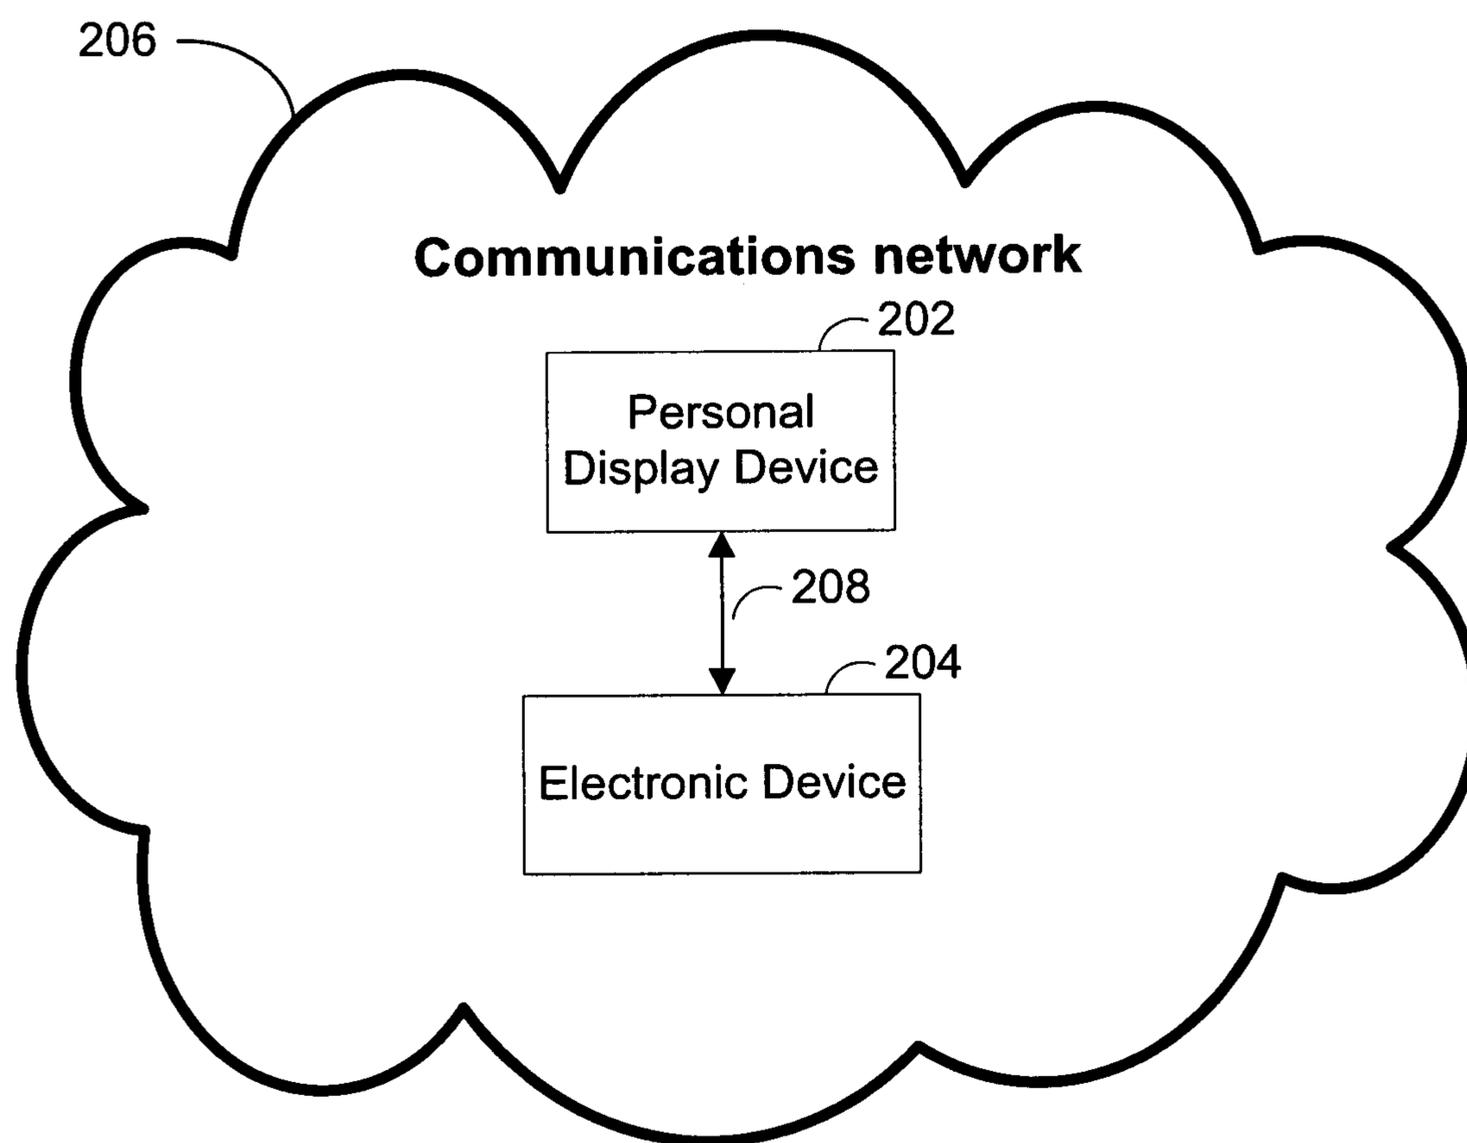 206
Communications network
202
Personal
Display Device
208
204
Electronic Device